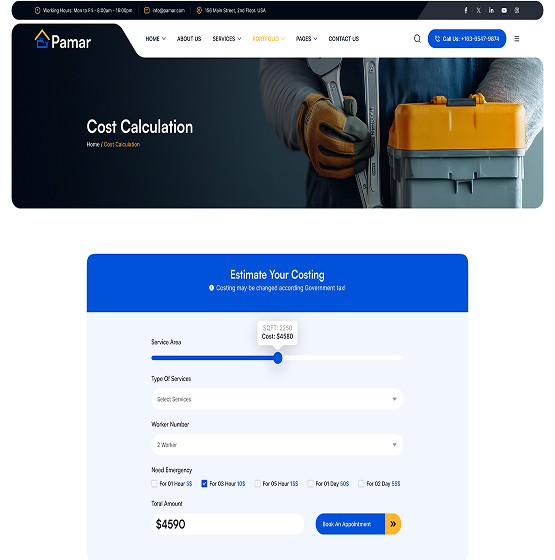 Working Hours: Mon to Fri - 8:00am - 18:00pm info@pamar.com 156 Main Street, 2nd Floor, USA
Pamar HOME ABOUT US SERVICES PORTFOLIO PAGES CONTACT US Call Us: +163-6547-9874
Cost Calculation
Home / Cost Calculation
Estimate Your Costing
Costing may be changed according Government tax!
SQFT: 2250
Cost: $4580
Service Area
Type Of Services
Select Services
Worker Number
2 Worker
Need Emergency
For 01 Hour 5$ For 03 Hour 10$ For 05 Hour 15$ For 01 Day 50$ For 02 Day 55$
Total Amount
$4590 Book An Appointment